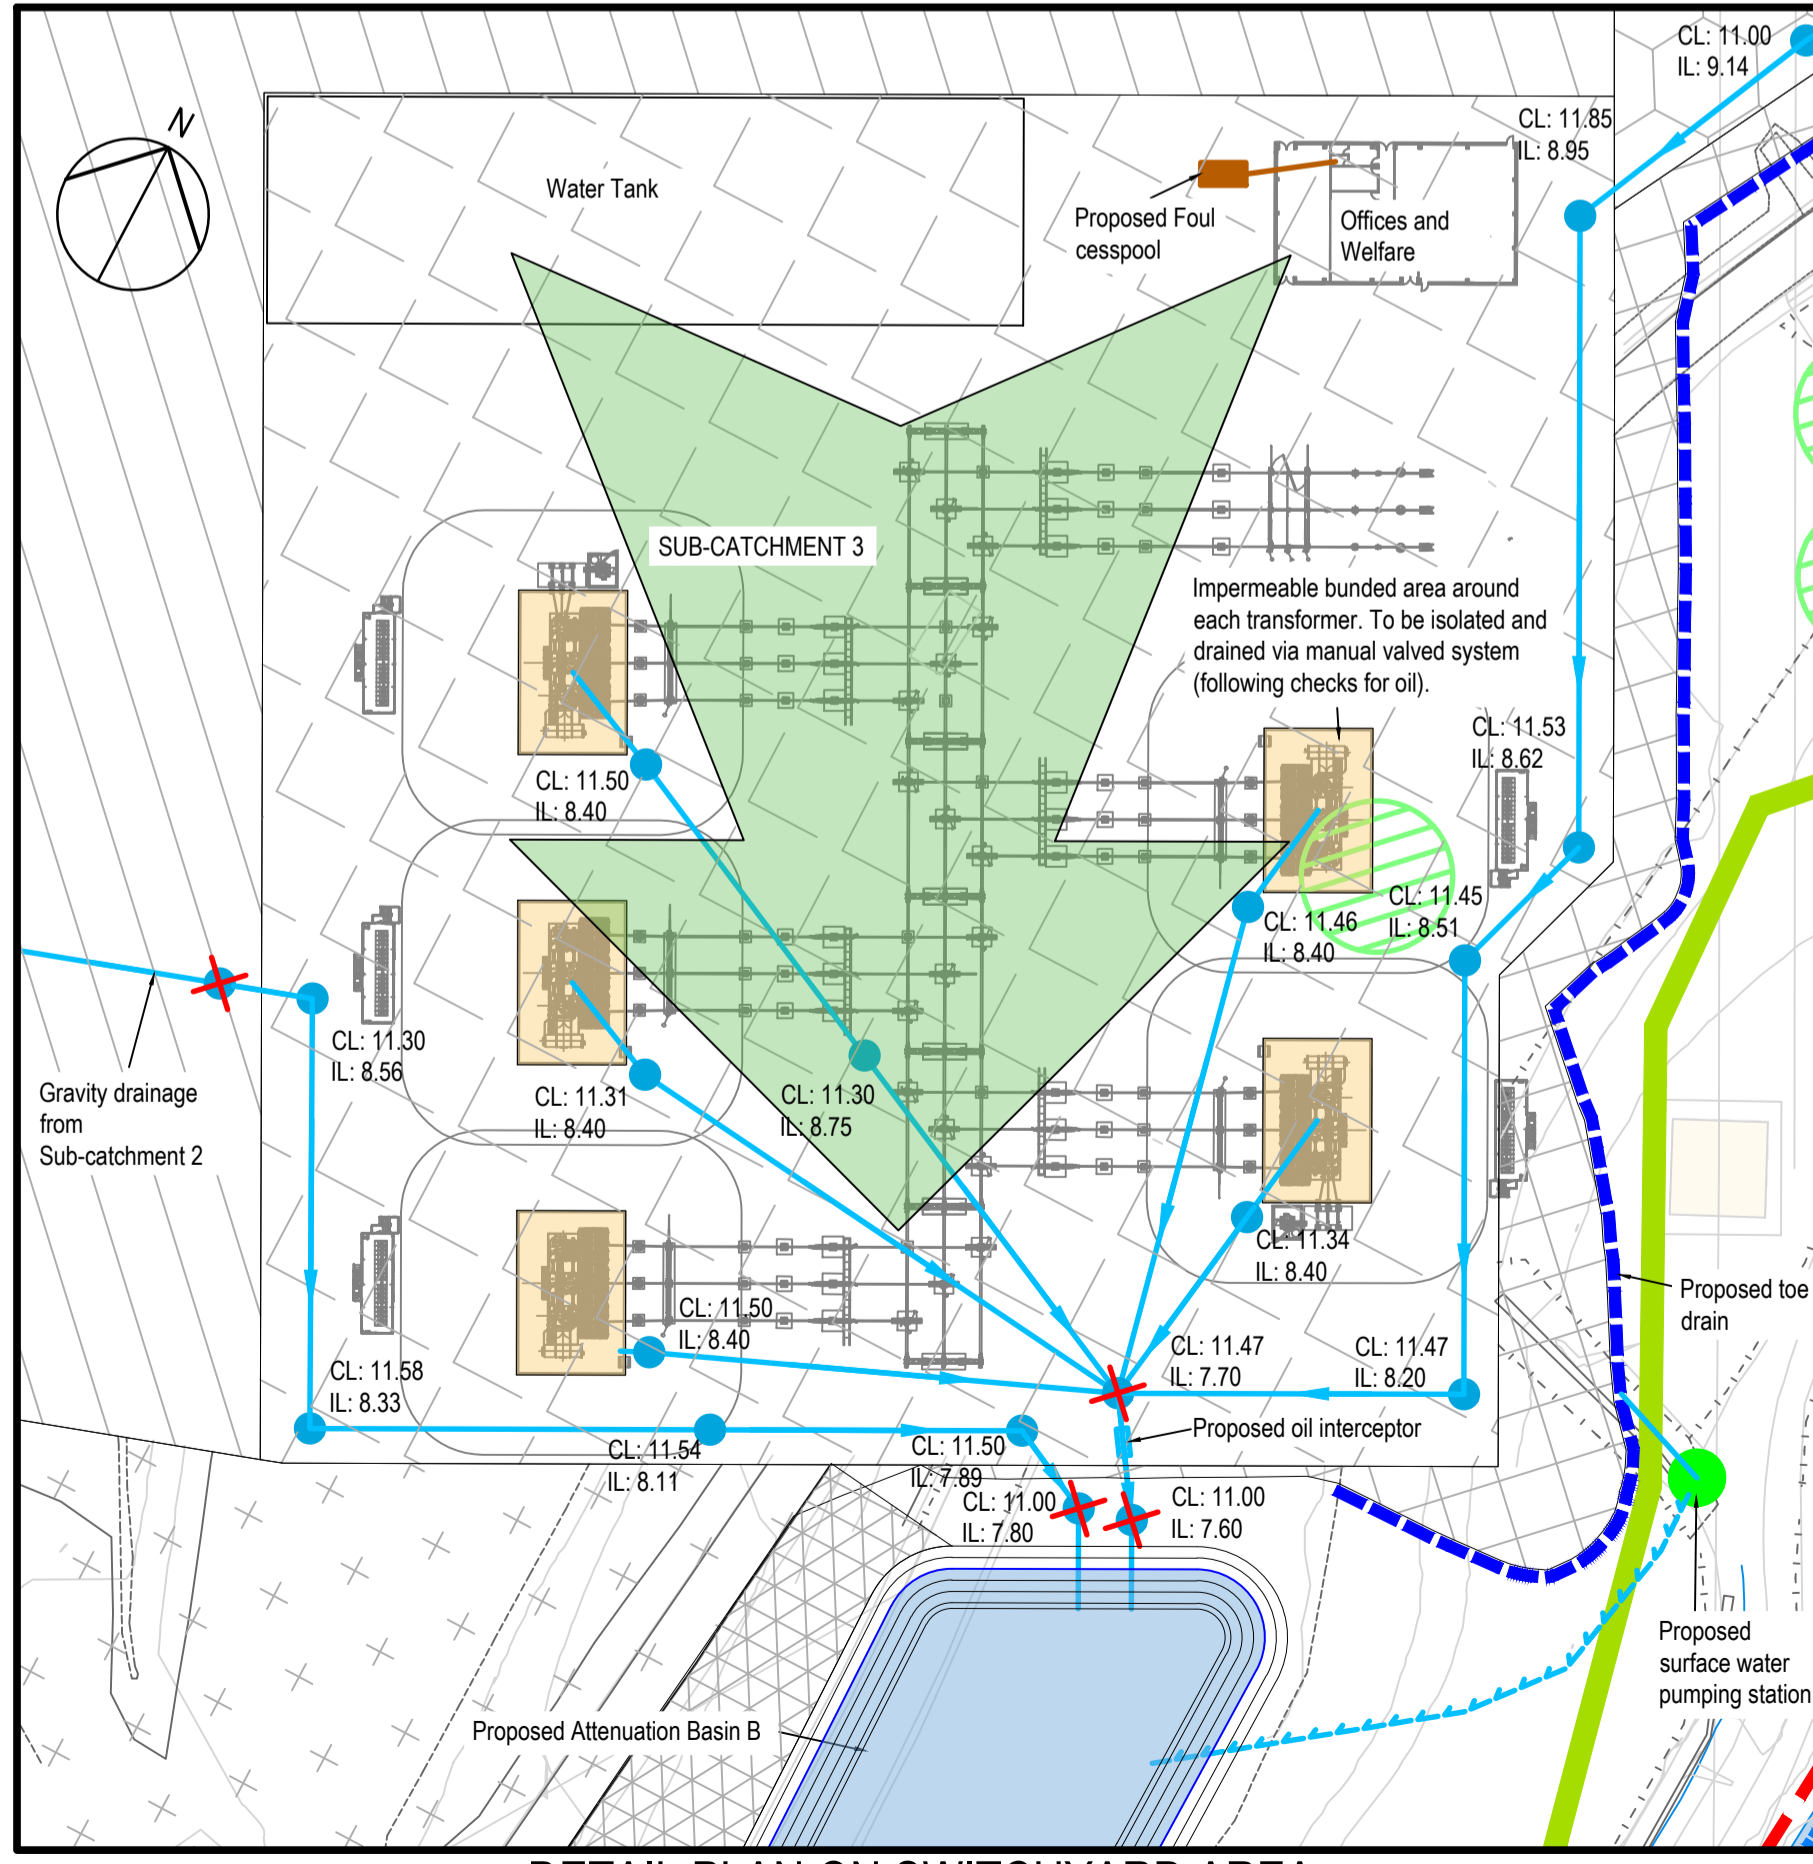 CL: 11.00
IL: 9.14
N
CL: 11.85
IL: 8.95
Water Tank
Proposed Foul
cesspool
Offices and
Welfare
SUB-CATCHMENT 3
Impermeable bunded area around
each transformer. To be isolated and
drained via manual valved system
(following checks for oil).
CL: 11.53
IL: 8.62
CL: 11.50
IL: 8.40
CL: 11.45
IL: 8.51
CL: 11.46
IL: 8.40
CL: 11.30
IL: 8.56
Gravity drainage
from
Sub-catchment 2
CL: 11.31
IL: 8.40
CL: 11.30
IL: 8.75
CL: 11.34
IL: 8.40
Proposed toe
drain
CL: 11.50
IL: 8.40
CL: 11.47
IL: 7.70
CL: 11.47
IL: 8.20
CL: 11.58
IL: 8.33
Proposed oil interceptor
CL: 11.54
IL: 8.11
CL: 11.50
IL: 7.89
CL: 11.00
IL: 7.80
CL: 11.00
IL: 7.60
Proposed
surface water
pumping station
Proposed Attenuation Basin B
DETAIL PLAN ON SWITCHYARD AREA